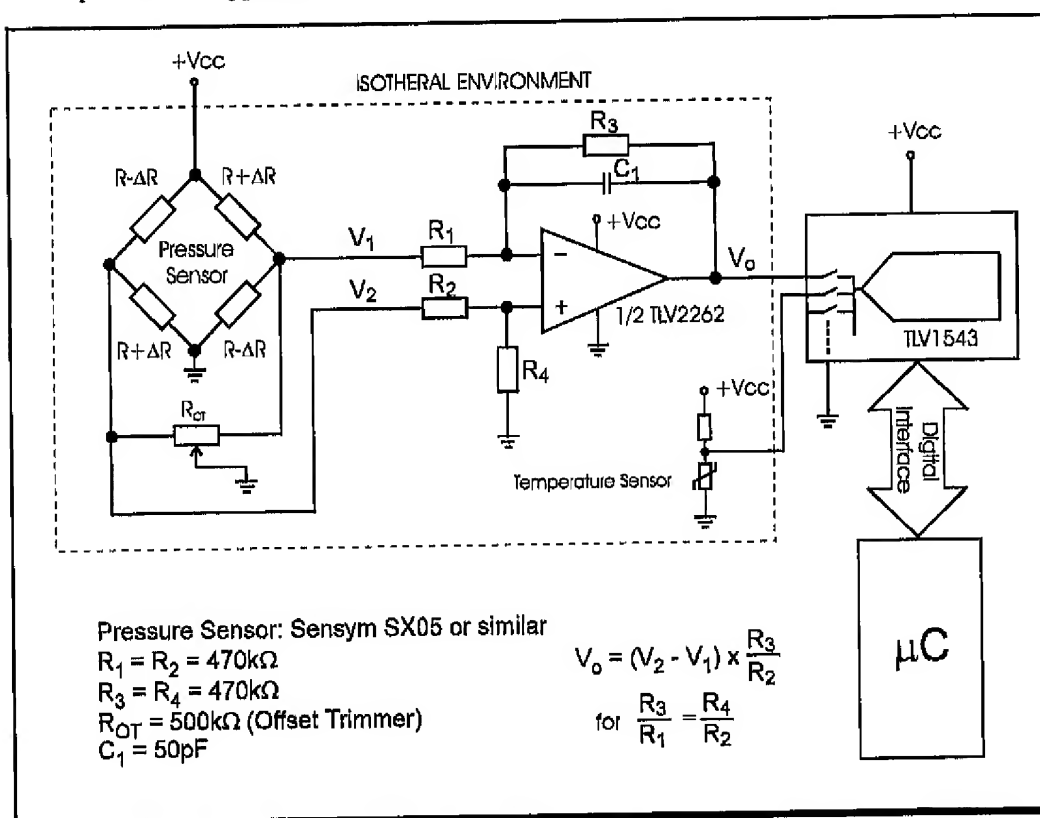 +Vcc
ISOTHERAL ENVIRONMENT
R3
+Vcc
C1
R-ΔR
R+ΔR
+Vcc
Pressure
Sensor
V1
R1
−
Vo
V2
R2
+
1/2 TLV2262
TLV1543
R+ΔR
R-ΔR
R4
ROT
+Vcc
Digital
Interface
Temperature Sensor
Pressure Sensor: Sensym SX05 or similar
R1 = R2 = 470kΩ
R3 = R4 = 470kΩ
ROT = 500kΩ (Offset Trimmer)
C1 = 50pF
Vo = (V2 - V1) x R3/R2
for R3/R1 = R4/R2
μC